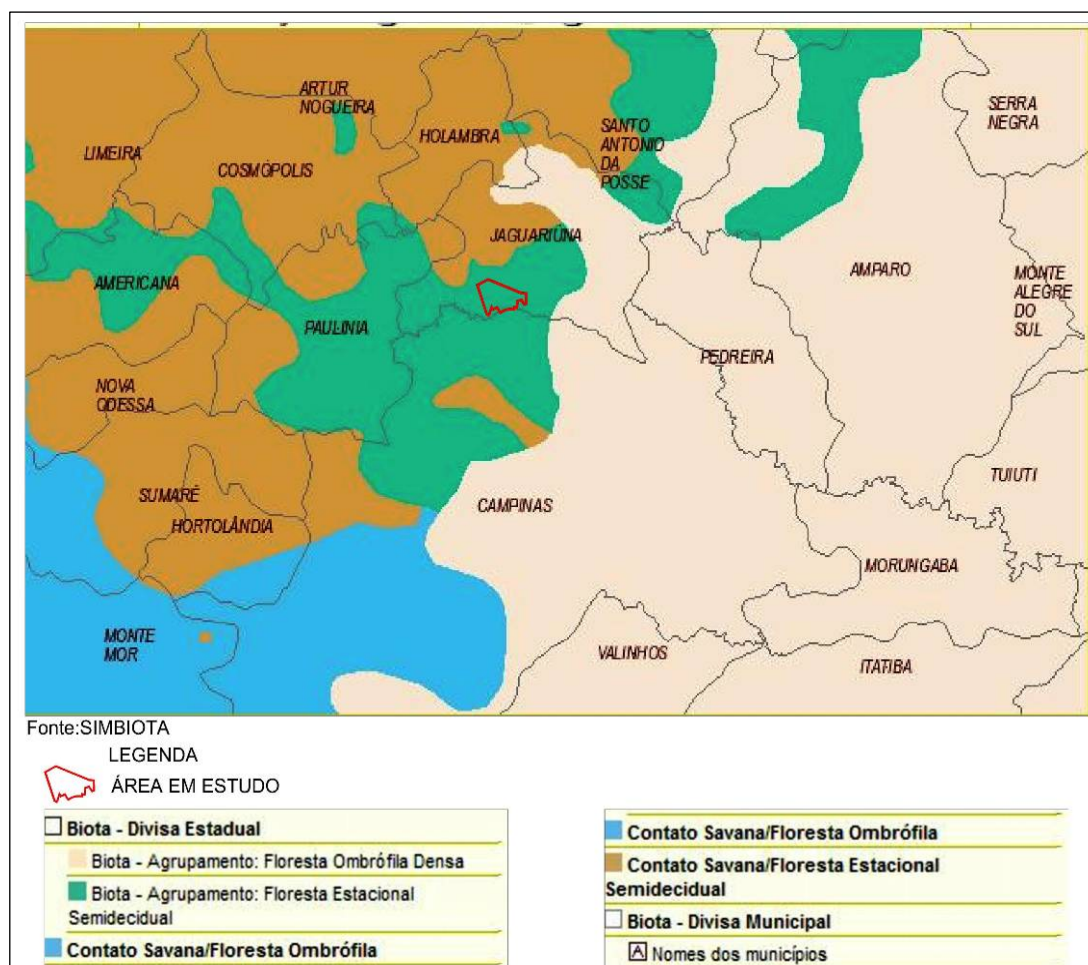 ARTUR
NOGUEIRA
SERRA
NEGRA
HOLAMBRA
SANTO
ANTONIO
DA
POSSE
LIMEIRA
COSMÓPOLIS
JAGUARIÚNA
AMERICANA
AMPARO
MONTE
ALEGRE
DO
SUL
PAULINIA
PEDREIRA
NOVA
ODESSA
TUIUTI
SUMARÉ
HORTOLÂNDIA
CAMPINAS
MORUNGABA
MONTE
MOR
VALINHOS
ITATIBA
Fonte:SIMBIOTA
LEGENDA
ÁREA EM ESTUDO
Biota - Divisa Estadual
Biota - Agrupamento: Floresta Ombrófila Densa
Biota - Agrupamento: Floresta Estacional
Semidecidual
Contato Savana/Floresta Ombrófila
Contato Savana/Floresta Ombrófila
Contato Savana/Floresta Estacional
Semidecidual
Biota - Divisa Municipal
A Nomes dos municípios